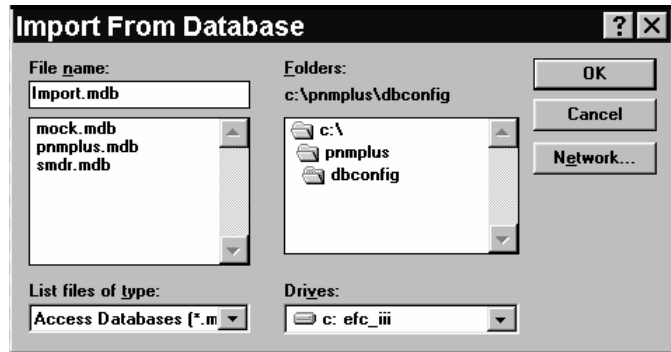 Import From Database
? X
File name:
Import.mdb
mock.mdb
pnmplus.mdb
smdr.mdb
List files of type:
Access Databases (*.m
Folders:
c:\pnmplus\dbconfig
c:\
pnmplus
dbconfig
Drives:
c: efc_iii
OK
Cancel
Network...